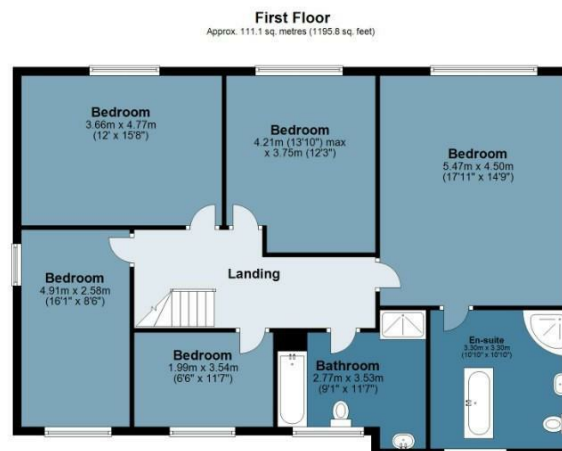 First Floor
Approx. 111.1 sq. metres (1195.8 sq. feet)
Bedroom
3.66m x 4.77m
(12' x 15'8")
Bedroom
4.21m (13'10") max
x 3.75m (12'3")
Bedroom
5.47m x 4.50m
(17'11" x 14'9")
Landing
Bedroom
4.91m x 2.58m
(16'1" x 8'6")
Bedroom
1.99m x 3.54m
(6'6" x 11'7")
Bathroom
2.77m x 3.53m
(9'1" x 11'7")
En-suite
3.30m x 3.30m
(10'10" x 10'10")